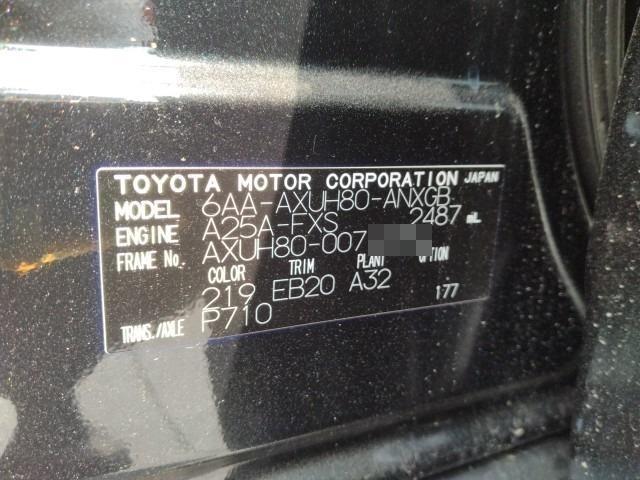 TOYOTA MOTOR CORPORATION JAPAN
MODEL 6AA-AXUH80-ANXGB
ENGINE A25A-FXS 2487 mL
FRAME No. AXUH80-007
COLOR TRIM PLANT OPTION
219 EB20 A32 177
TRANS./AXLE P710